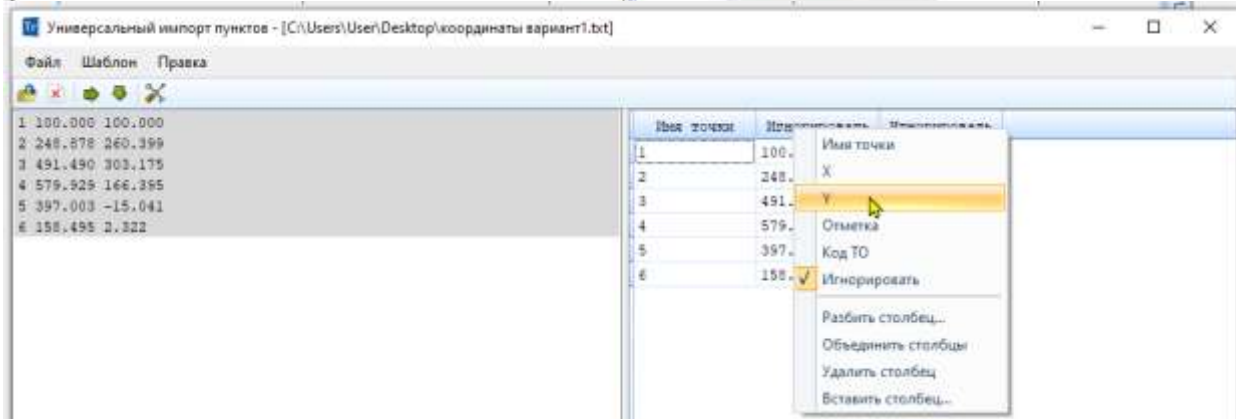 Универсальный импорт пунктов - [C:\Users\User\Desktop\координаты вариант1.txt]
Файл Шаблон Правка
1 100.000 100.000
2 248.878 260.399
3 491.490 303.175
4 579.929 166.395
5 397.003 -15.041
6 158.495 2.322
Имя точки Игнорировать Игнорировать
1 100.
2 248.
3 491.
4 579.
5 397.
6 158.
Имя точки
X
Y
Отметка
Код ТО
Игнорировать
Разбить столбец...
Объединить столбцы
Удалить столбец
Вставить столбец...